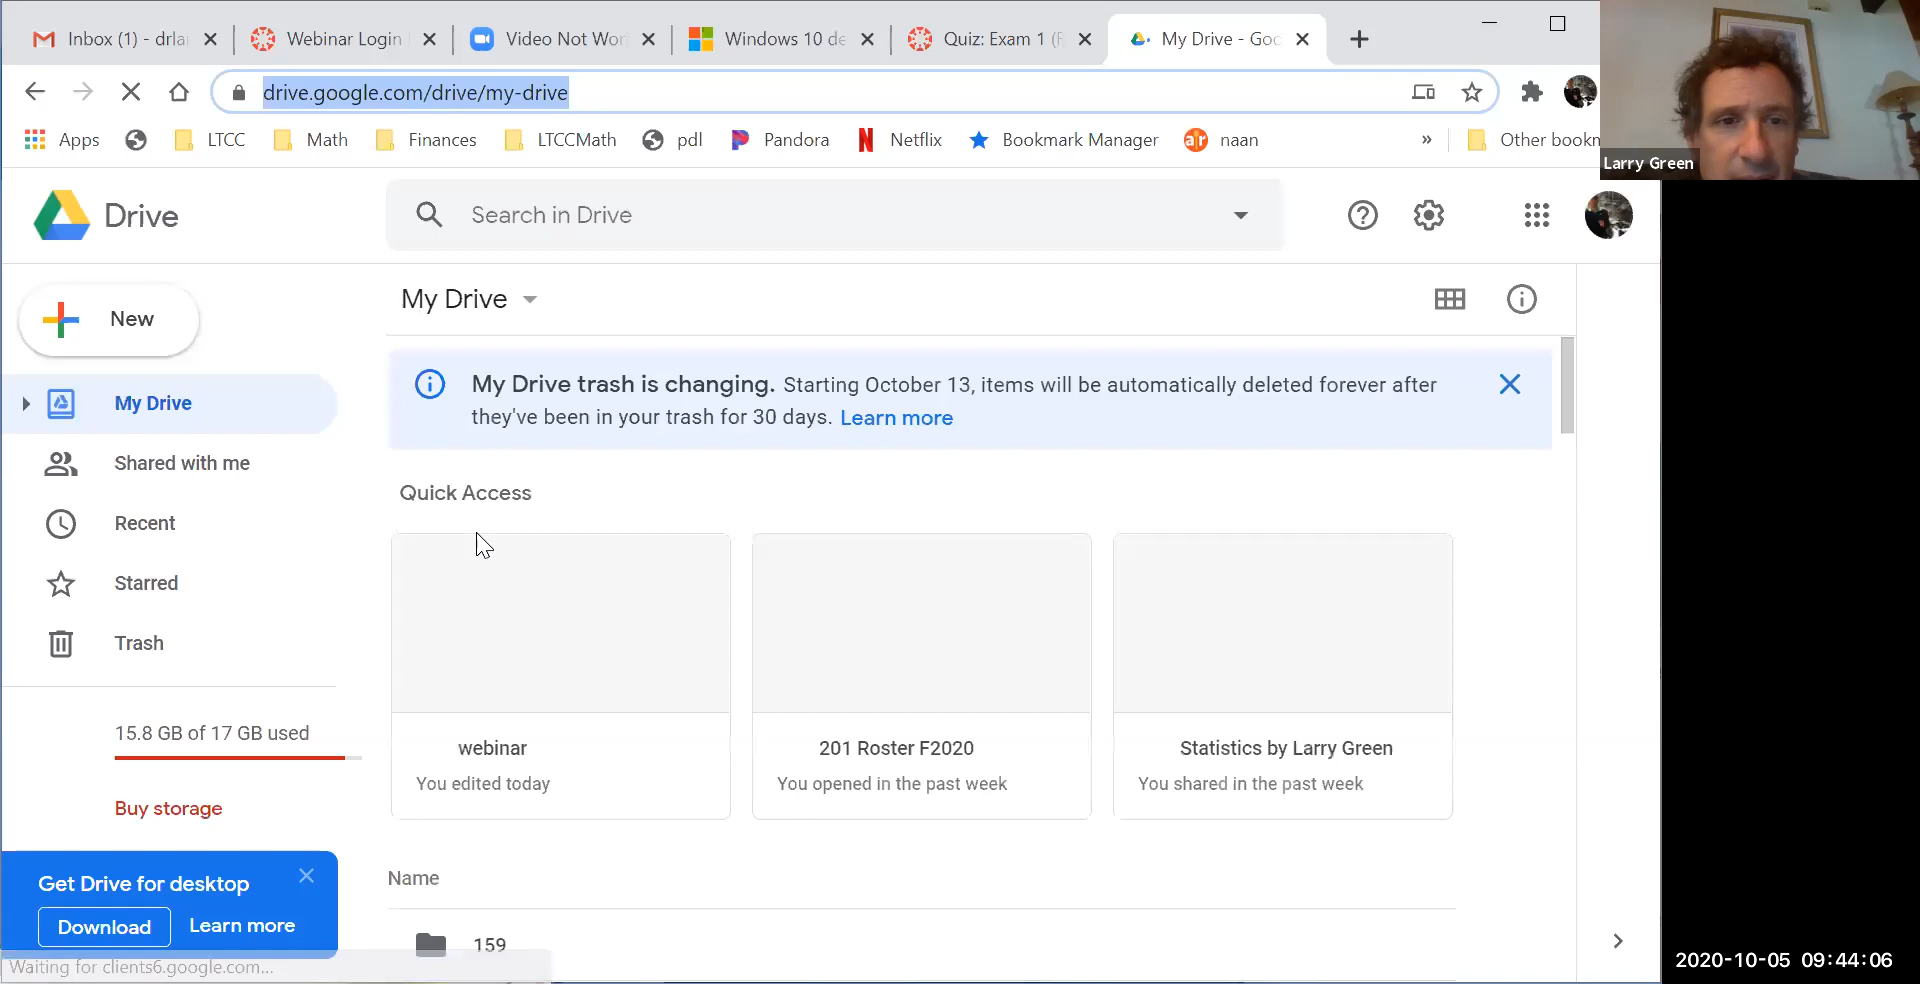 Inbox (1) - drla
Webinar Login
Video Not Wor
Windows 10 de
Quiz: Exam 1 (F
My Drive - Goo
drive.google.com/drive/my-drive
Apps
LTCC
Math
Finances
LTCCMath
pdl
Pandora
Netflix
Bookmark Manager
naan
»
Other bookm
Larry Green
Drive
Search in Drive
New
My Drive
My Drive trash is changing. Starting October 13, items will be automatically deleted forever after
they've been in your trash for 30 days. Learn more
My Drive
Shared with me
Recent
Starred
Trash
15.8 GB of 17 GB used
Buy storage
Quick Access
webinar
You edited today
201 Roster F2020
You opened in the past week
Statistics by Larry Green
You shared in the past week
Name
159
Get Drive for desktop
Download
Learn more
Waiting for clients6.google.com...
2020-10-05 09:44:06